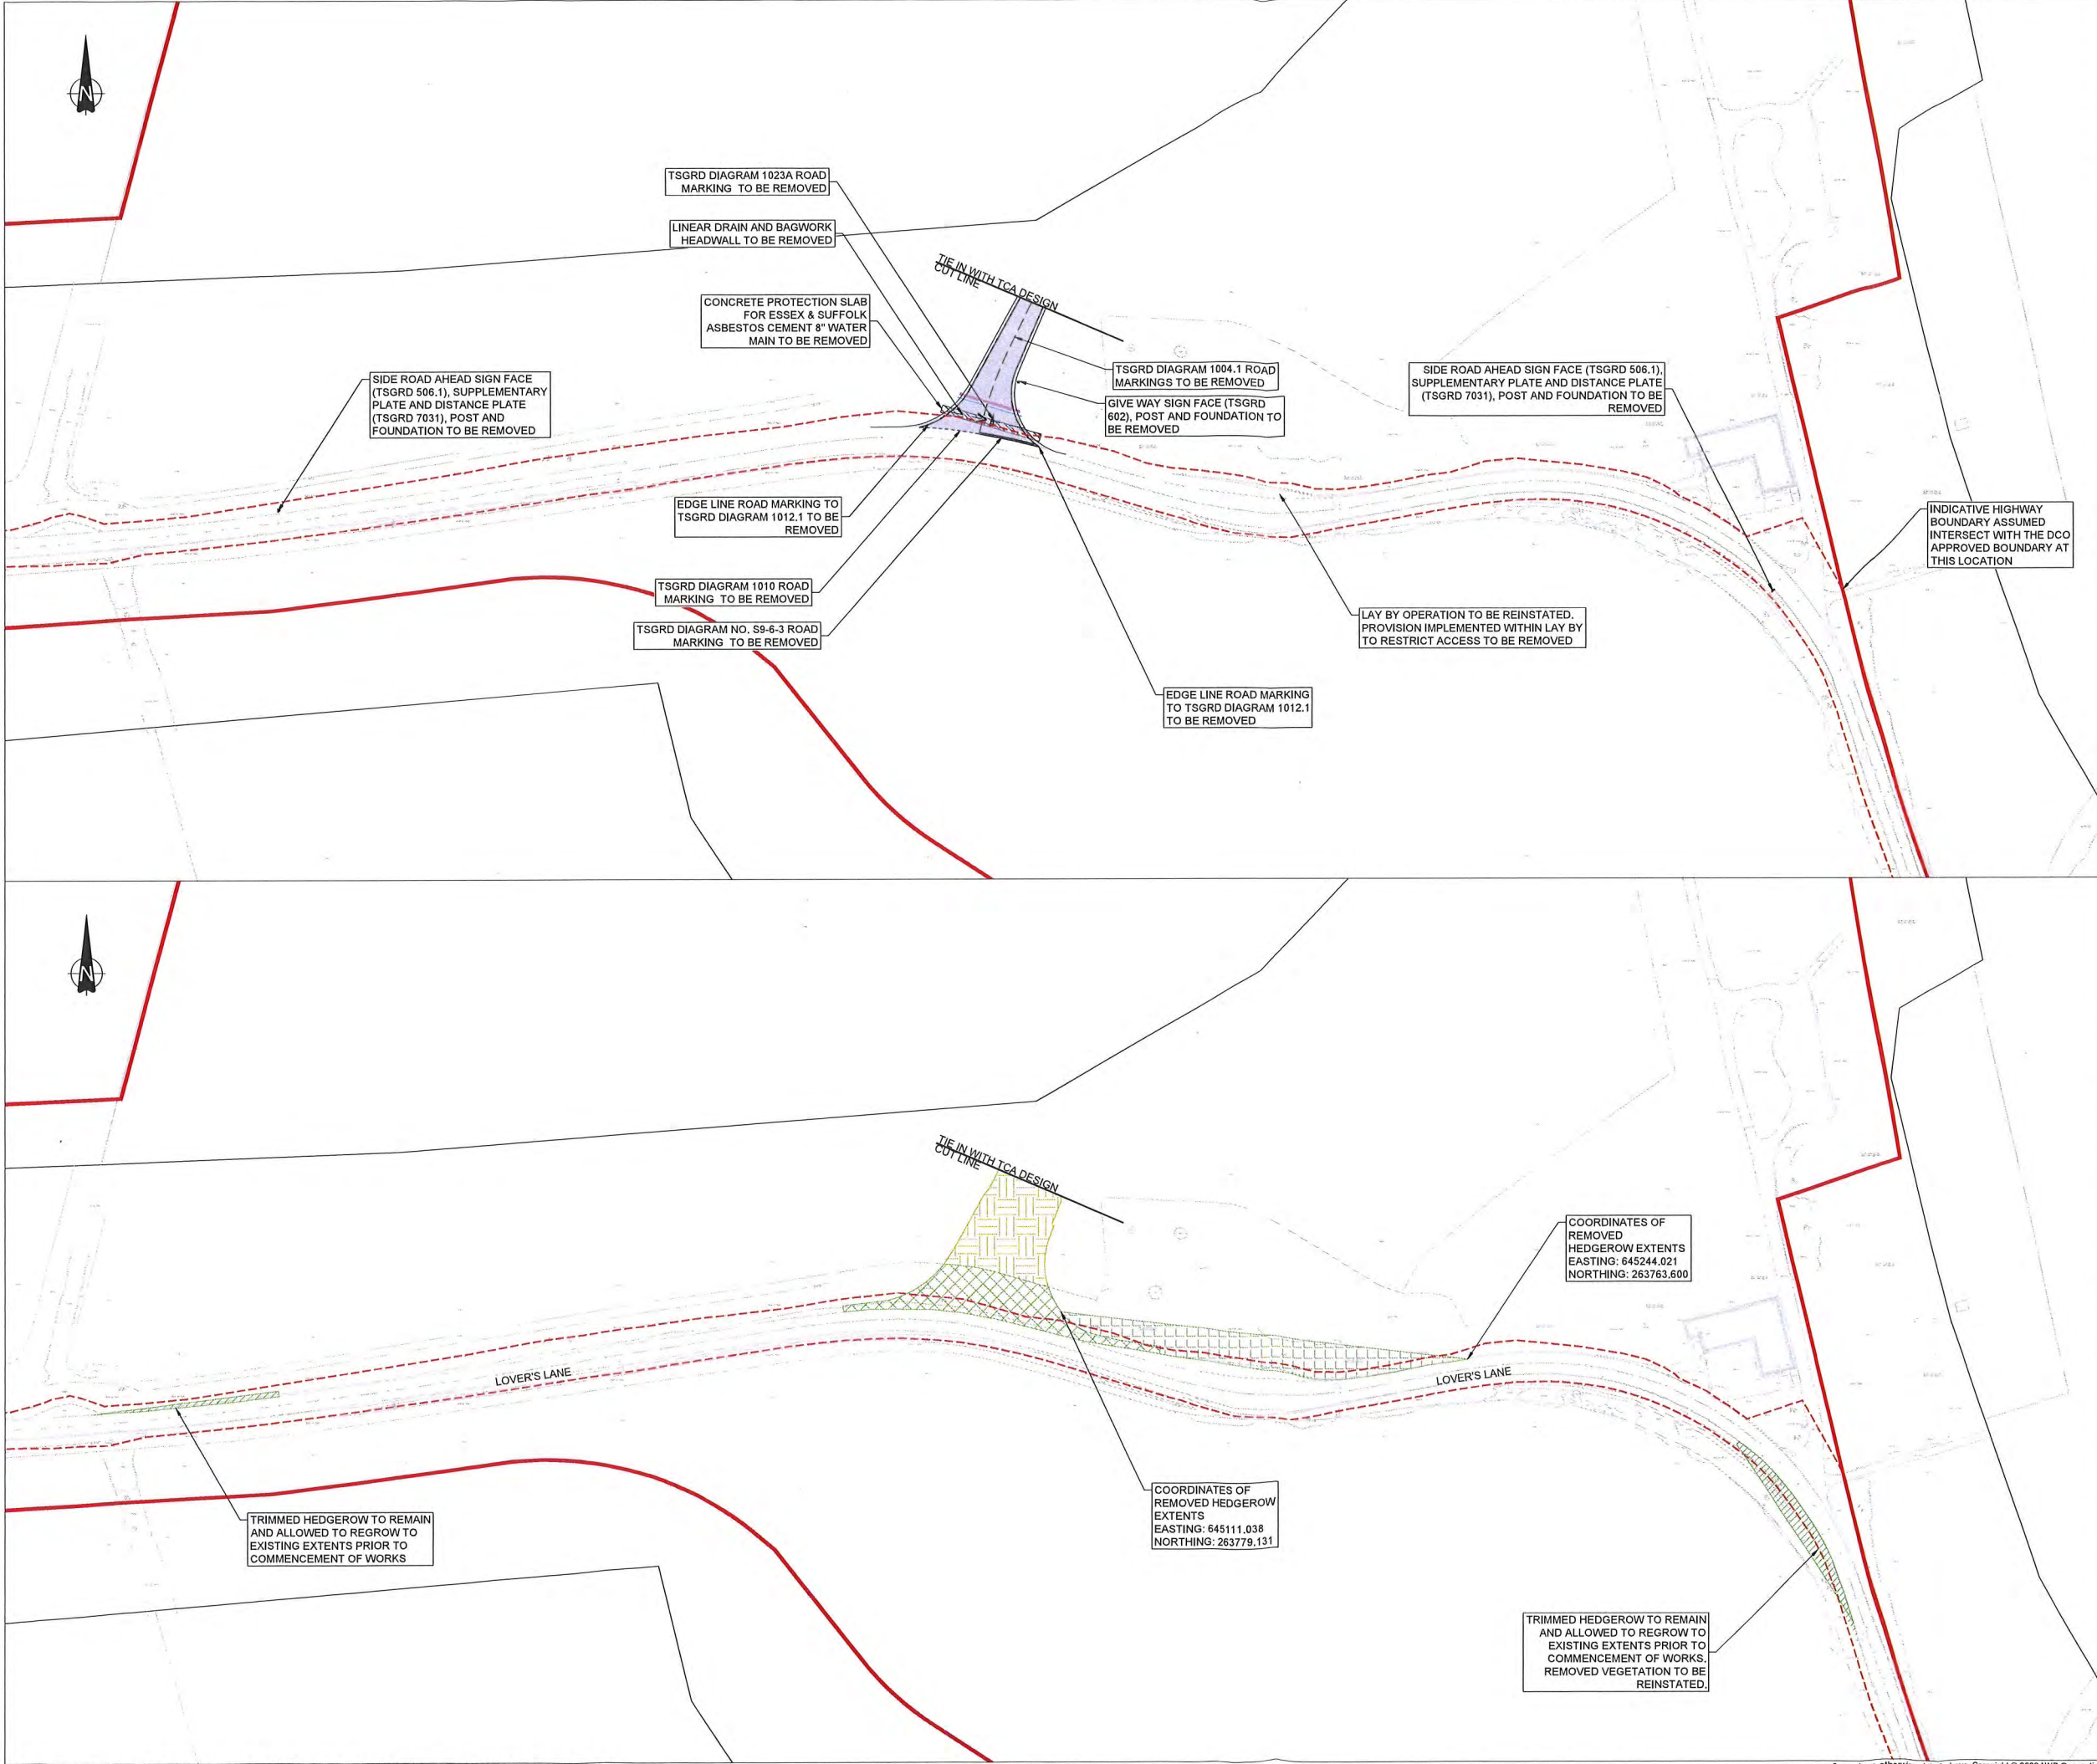 N
TSGRD DIAGRAM 1023A ROAD
MARKING TO BE REMOVED
LINEAR DRAIN AND BAGWORK
HEADWALL TO BE REMOVED
TIE IN WITH TCA DESIGN
CUT LINE
CONCRETE PROTECTION SLAB
FOR ESSEX & SUFFOLK
ASBESTOS CEMENT 8" WATER
MAIN TO BE REMOVED
SIDE ROAD AHEAD SIGN FACE
(TSGRD 506.1), SUPPLEMENTARY
PLATE AND DISTANCE PLATE
(TSGRD 7031), POST AND
FOUNDATION TO BE REMOVED
TSGRD DIAGRAM 1004.1 ROAD
MARKINGS TO BE REMOVED
GIVE WAY SIGN FACE (TSGRD
602), POST AND FOUNDATION TO
BE REMOVED
SIDE ROAD AHEAD SIGN FACE (TSGRD 506.1),
SUPPLEMENTARY PLATE AND DISTANCE PLATE
(TSGRD 7031), POST AND FOUNDATION TO BE
REMOVED
EDGE LINE ROAD MARKING TO
TSGRD DIAGRAM 1012.1 TO BE
REMOVED
INDICATIVE HIGHWAY
BOUNDARY ASSUMED
INTERSECT WITH THE DCO
APPROVED BOUNDARY AT
THIS LOCATION
TSGRD DIAGRAM 1010 ROAD
MARKING TO BE REMOVED
TSGRD DIAGRAM NO. S9-6-3 ROAD
MARKING TO BE REMOVED
LAY BY OPERATION TO BE REINSTATED.
PROVISION IMPLEMENTED WITHIN LAY BY
TO RESTRICT ACCESS TO BE REMOVED
EDGE LINE ROAD MARKING
TO TSGRD DIAGRAM 1012.1
TO BE REMOVED
N
TIE IN WITH TCA DESIGN
CUT LINE
COORDINATES OF
REMOVED
HEDGEROW EXTENTS
EASTING: 645244.021
NORTHING: 263763.600
LOVER'S LANE
LOVER'S LANE
COORDINATES OF
REMOVED HEDGEROW
EXTENTS
EASTING: 645111.038
NORTHING: 263779.131
TRIMMED HEDGEROW TO REMAIN
AND ALLOWED TO REGROW TO
EXISTING EXTENTS PRIOR TO
COMMENCEMENT OF WORKS
TRIMMED HEDGEROW TO REMAIN
AND ALLOWED TO REGROW TO
EXISTING EXTENTS PRIOR TO
COMMENCEMENT OF WORKS.
REMOVED VEGETATION TO BE
REINSTATED.